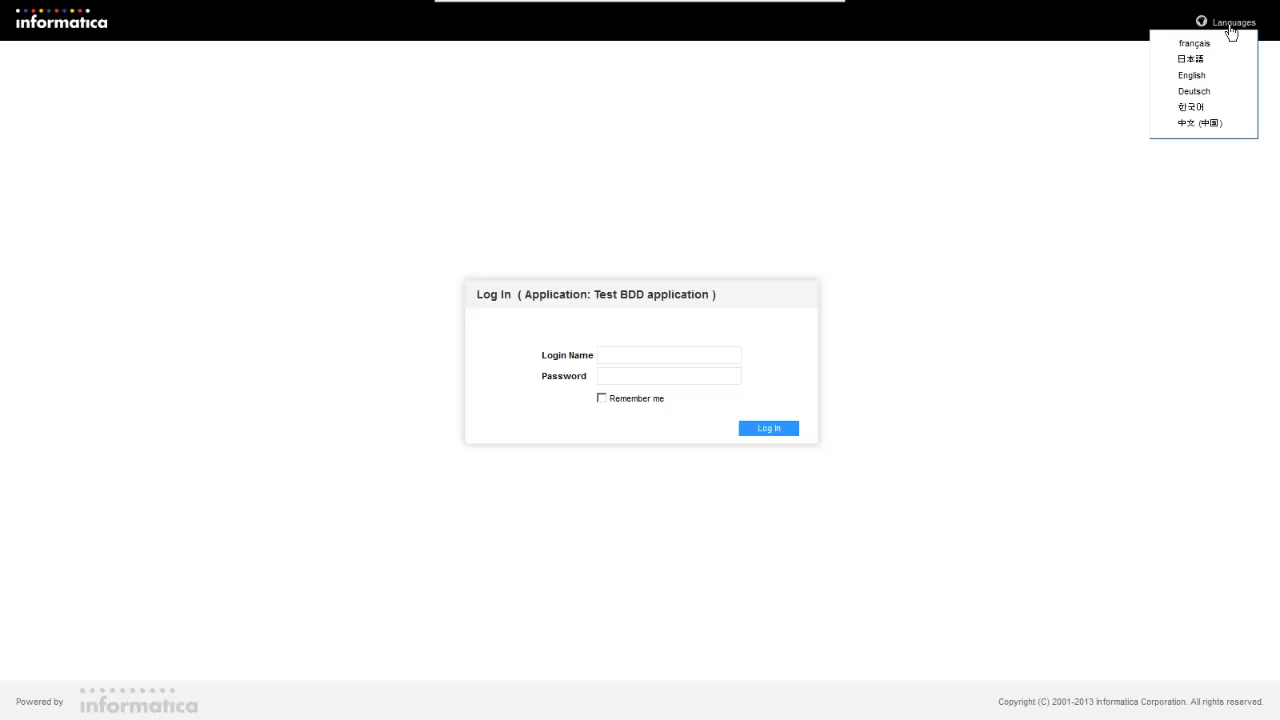 informatica
Languages
français
日本語
English
Deutsch
한국어
中文 (中国)
Log In ( Application: Test BDD application )
Login Name
Password
Remember me
Log In
Powered by informatica
Copyright (C) 2001-2013 Informatica Corporation. All rights reserved.